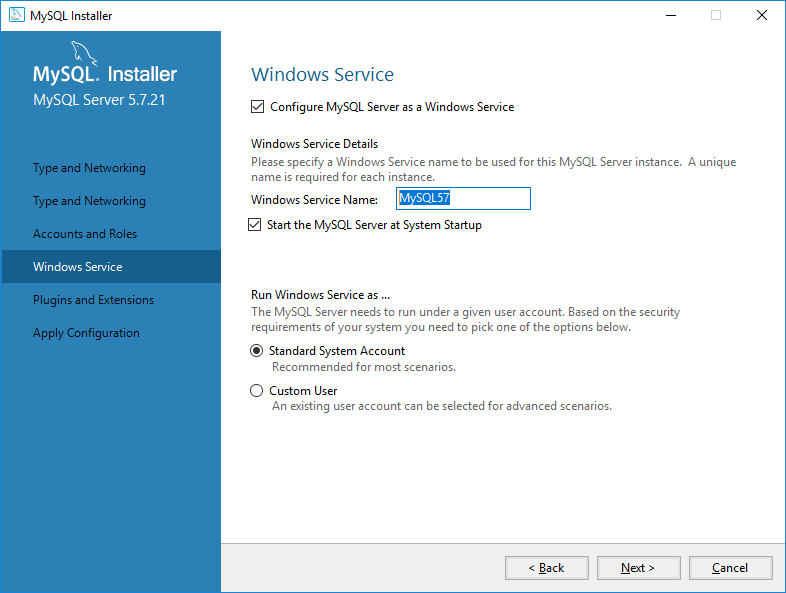 MySQL Installer
MySQL. Installer
MySQL Server 5.7.21
Type and Networking
Type and Networking
Accounts and Roles
Windows Service
Plugins and Extensions
Apply Configuration
Windows Service
Configure MySQL Server as a Windows Service
Windows Service Details
Please specify a Windows Service name to be used for this MySQL Server instance.  A unique
name is required for each instance.
Windows Service Name: MySQL57
Start the MySQL Server at System Startup
Run Windows Service as ...
The MySQL Server needs to run under a given user account. Based on the security
requirements of your system you need to pick one of the options below.
Standard System Account
Recommended for most scenarios.
Custom User
An existing user account can be selected for advanced scenarios.
< Back Next > Cancel